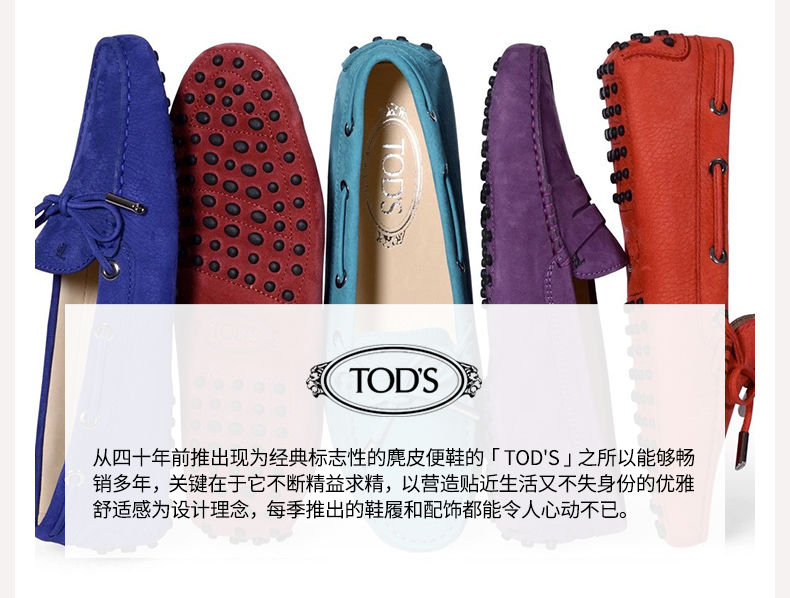 TOD'S
TOD'S
TOD'S
从四十年前推出现为经典标志性的麂皮便鞋的「TOD'S」之所以能够畅
销多年，关键在于它不断精益求精，以营造贴近生活又不失身份的优雅
舒适感为设计理念，每季推出的鞋履和配饰都能令人心动不已。